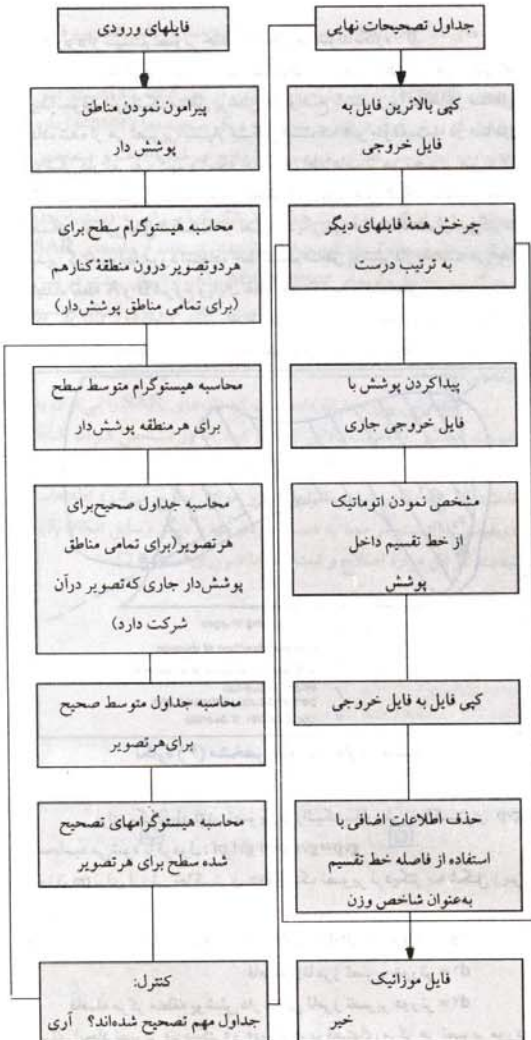 فایلهای ورودی
پیرامون نمودن مناطق
پوشش دار
محاسبه هیستوگرام سطح برای
هردوتصویر درون منطقهٔ کنارهم
(برای تمامی مناطق پوشش‌دار)
محاسبه هیستوگرام متوسط سطح
برای هرمنطقه پوشش‌دار
محاسبه جداول صحیح‌برای
هرتصویر(برای تمامی مناطق
پوشش‌دار جاری که‌تصویر درآن
شرکت دارد)
محاسبه جداول متوسط صحیح
برای‌هرتصویر
محاسبه هیستوگرامهای تصحیح
شده سطح برای هرتصویر
کنترل:
جداول مهم تصحیح شده‌اند؟ آری
خیر
جداول تصحیحات نهایی
کپی بالاترین فایل به
فایل خروجی
چرخش همهٔ فایلهای دیگر
به ترتیب درست
پیداکردن پوشش با
فایل خروجی جاری
مشخص نمودن اتوماتیک
از خط تقسیم داخل
پوشش
کپی فایل به فایل خروجی
حذف اطلاعات اضافی با
استفاده از فاصله خط تقسیم
به‌عنوان شاخص وزن
فایل موزائیک